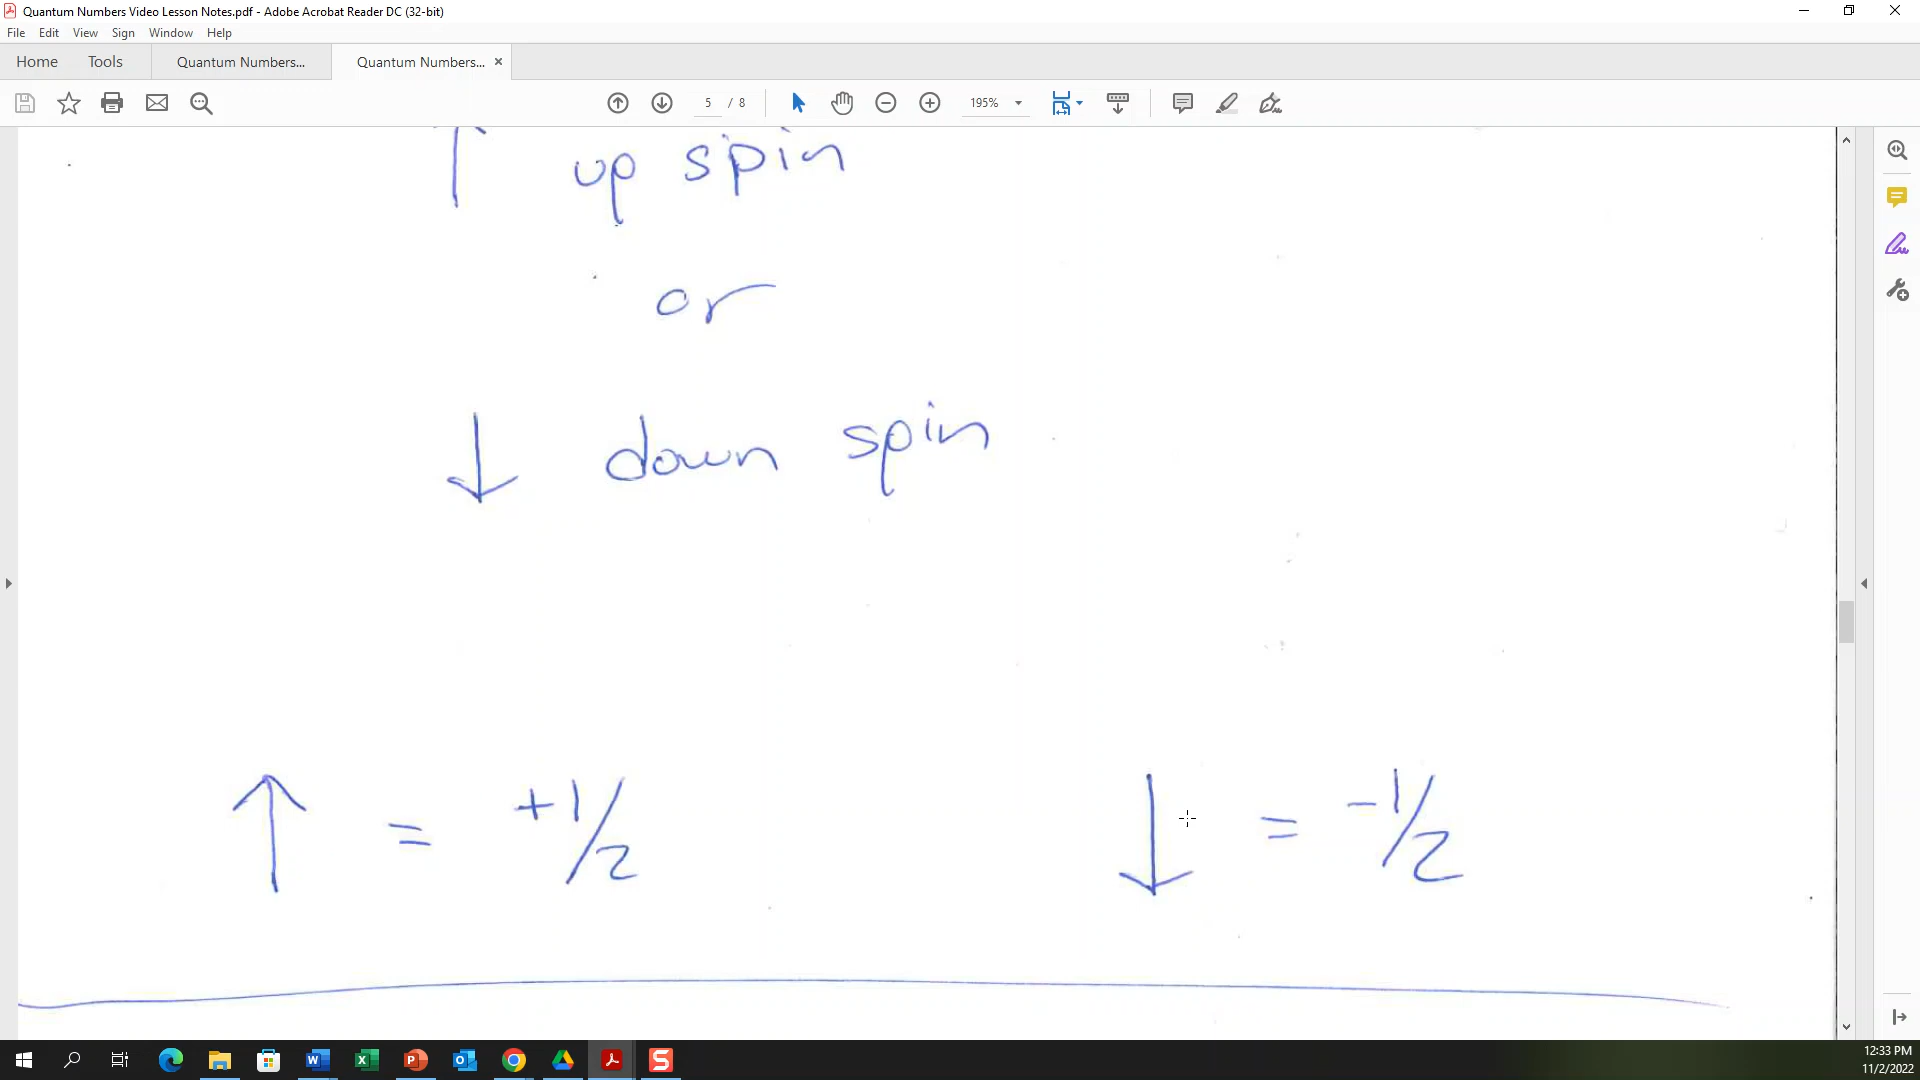 Quantum Numbers Video Lesson Notes.pdf - Adobe Acrobat Reader DC (32-bit)
File Edit View Sign Window Help
Home Tools Quantum Numbers... Quantum Numbers... ×
5 / 8 195%
↑ up spin
or
↓ down spin
↑ = +1/2 ↓ = -1/2
12:33 PM
11/2/2022